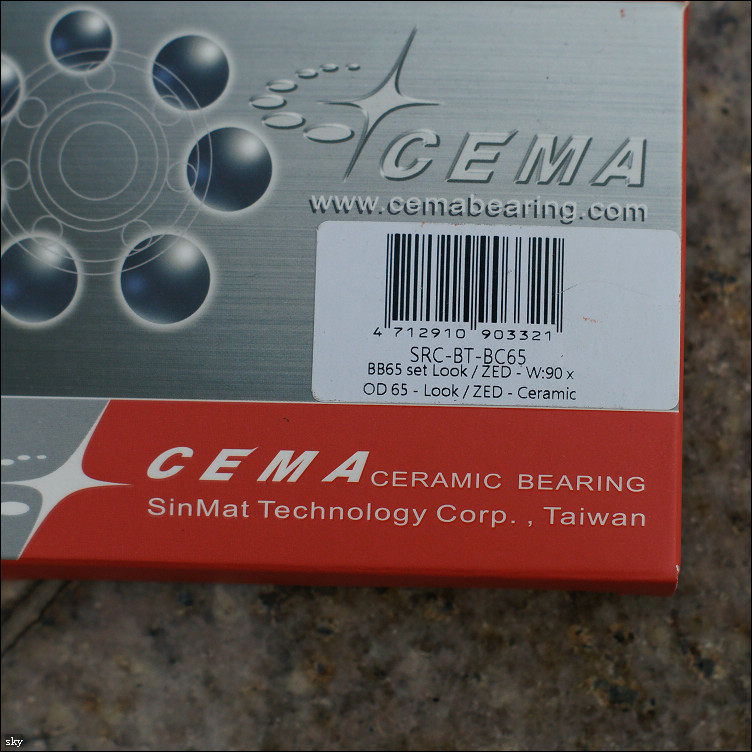 CEMA
www.cemabearing.com
4 712910 903321
SRC-BT-BC65
BB65 set Look / ZED - W:90 x
OD 65 - Look / ZED - Ceramic
CEMA CERAMIC BEARING
SinMat Technology Corp. , Taiwan
sky